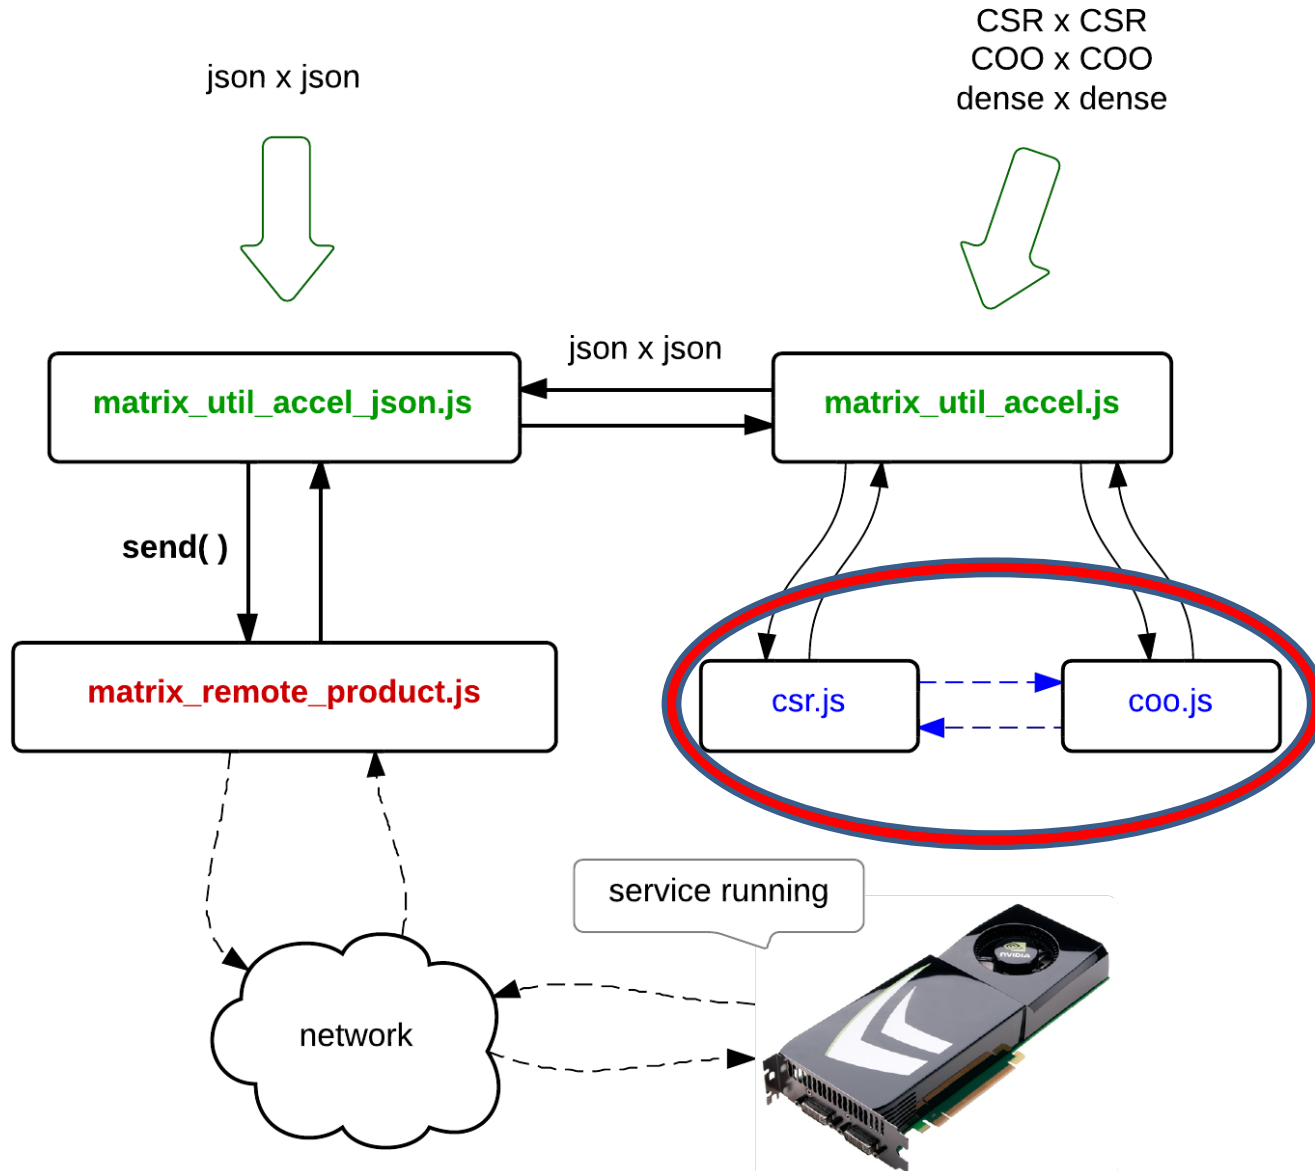 CSR x CSR
COO x COO
dense x dense
json x json
json x json
matrix_util_accel_json.js
matrix_util_accel.js
send( )
matrix_remote_product.js
csr.js
coo.js
service running
nVIDIA
network